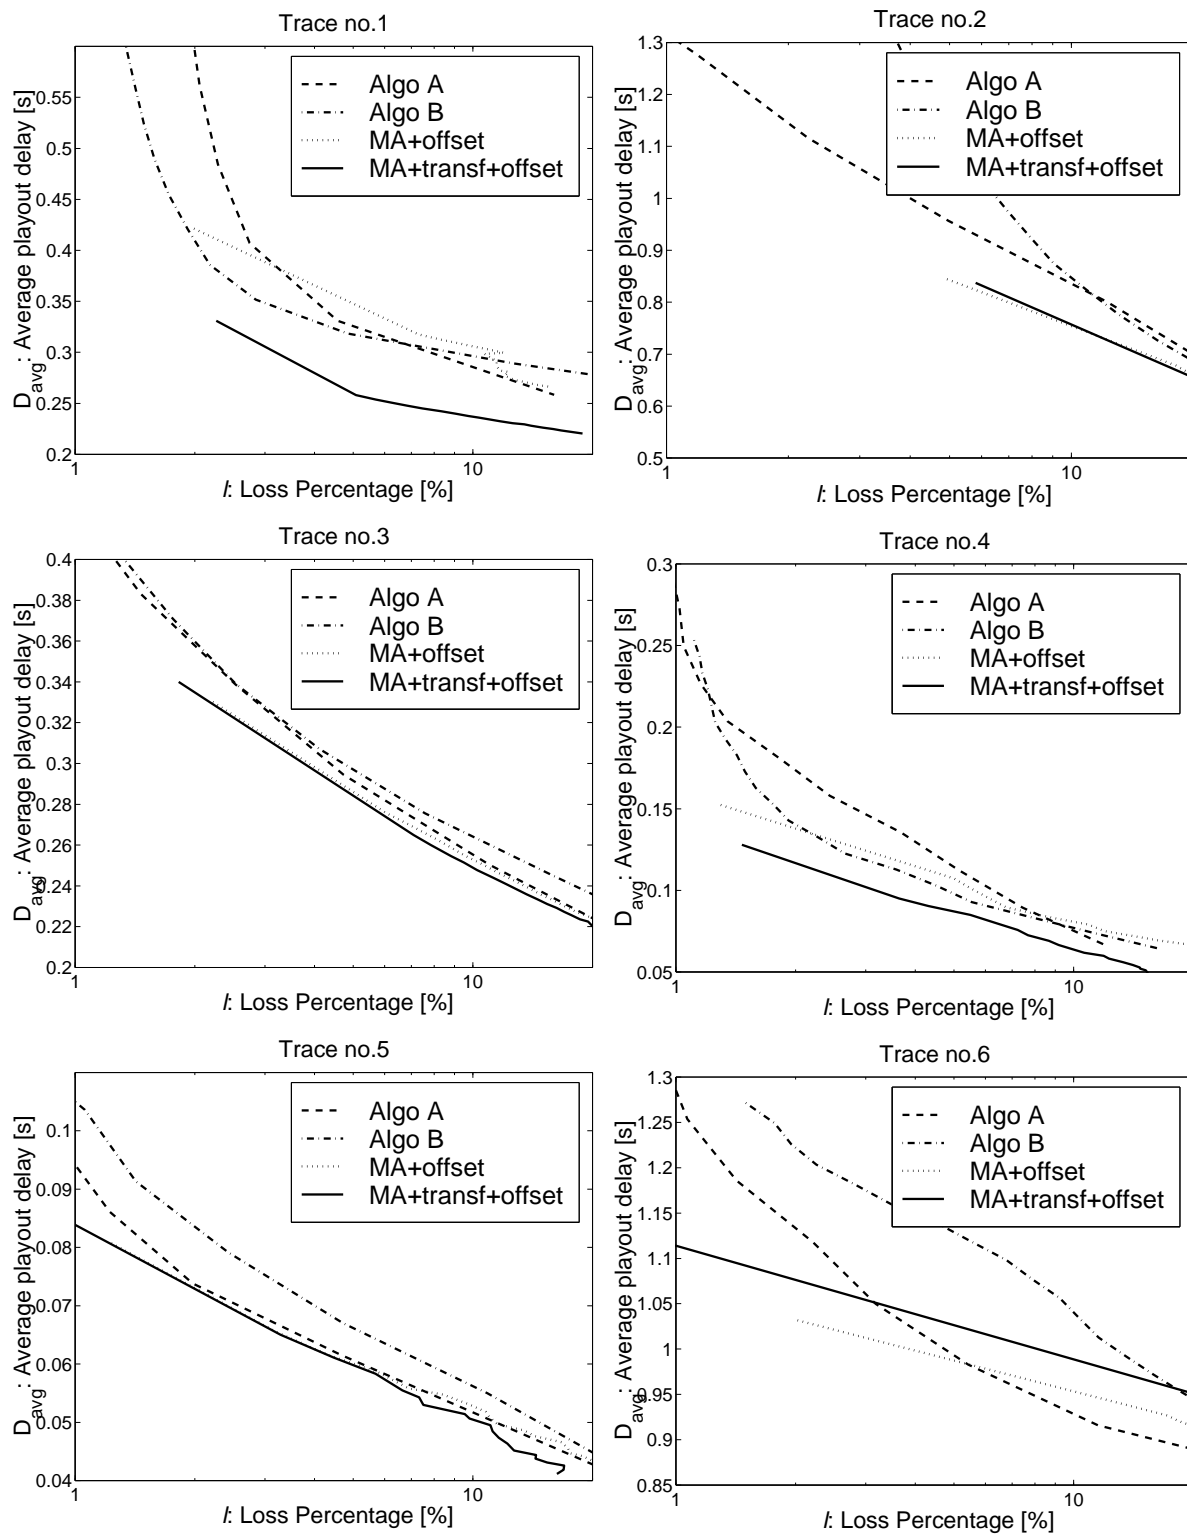 Trace no.1
D_avg: Average playout delay [s]
0.55
0.5
0.45
0.4
0.35
0.3
0.25
0.2
Algo A
Algo B
MA+offset
MA+transf+offset
1
10
l: Loss Percentage [%]
Trace no.2
D_avg: Average playout delay [s]
1.3
1.2
1.1
1
0.9
0.8
0.7
0.6
0.5
Algo A
Algo B
MA+offset
MA+transf+offset
1
10
l: Loss Percentage [%]
Trace no.3
D_avg: Average playout delay [s]
0.4
0.38
0.36
0.34
0.32
0.3
0.28
0.26
0.24
0.22
0.2
Algo A
Algo B
MA+offset
MA+transf+offset
1
10
l: Loss Percentage [%]
Trace no.4
D_avg: Average playout delay [s]
0.3
0.25
0.2
0.15
0.1
0.05
Algo A
Algo B
MA+offset
MA+transf+offset
1
10
l: Loss Percentage [%]
Trace no.5
D_avg: Average playout delay [s]
0.1
0.09
0.08
0.07
0.06
0.05
0.04
Algo A
Algo B
MA+offset
MA+transf+offset
1
10
l: Loss Percentage [%]
Trace no.6
D_avg: Average playout delay [s]
1.3
1.25
1.2
1.15
1.1
1.05
1
0.95
0.9
0.85
Algo A
Algo B
MA+offset
MA+transf+offset
1
10
l: Loss Percentage [%]